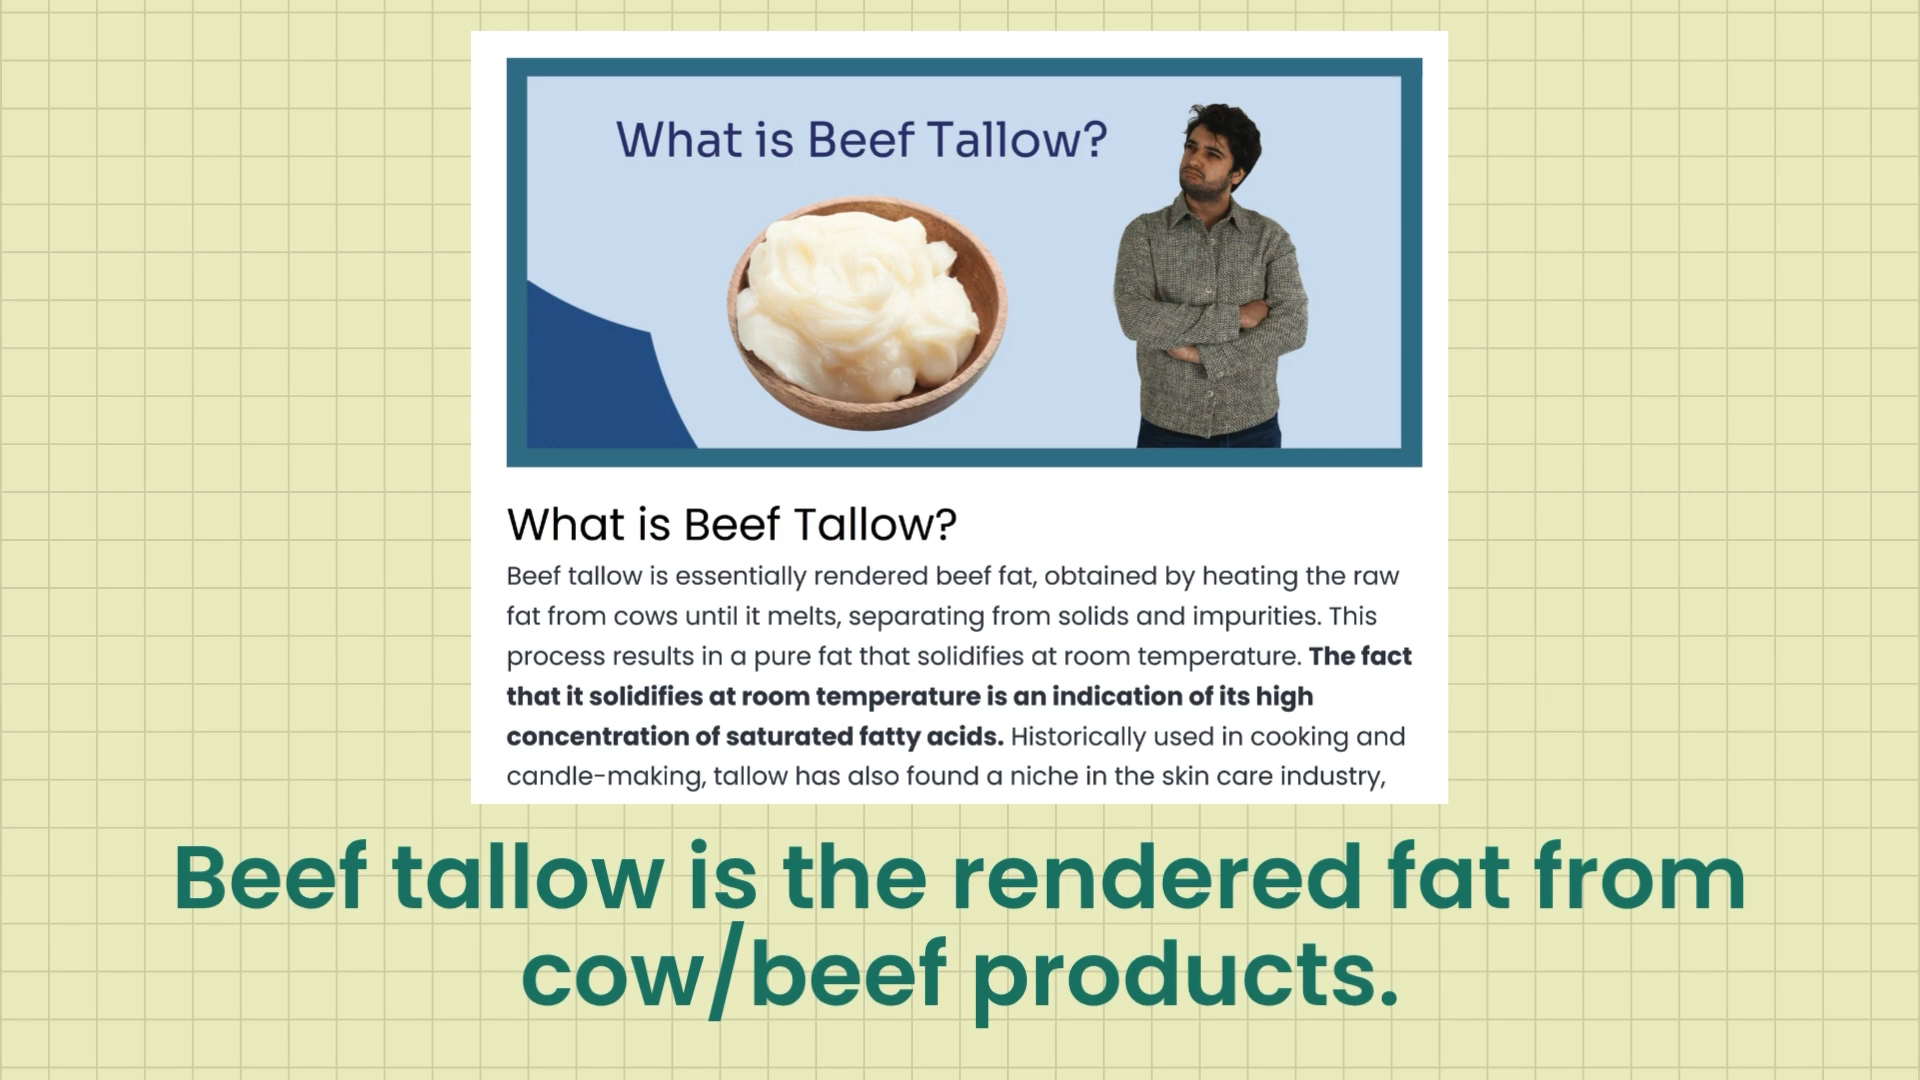 What is Beef Tallow?
What is Beef Tallow?
Beef tallow is essentially rendered beef fat, obtained by heating the raw
fat from cows until it melts, separating from solids and impurities. This
process results in a pure fat that solidifies at room temperature. The fact
that it solidifies at room temperature is an indication of its high
concentration of saturated fatty acids. Historically used in cooking and
candle-making, tallow has also found a niche in the skin care industry,
Beef tallow is the rendered fat from
cow/beef products.